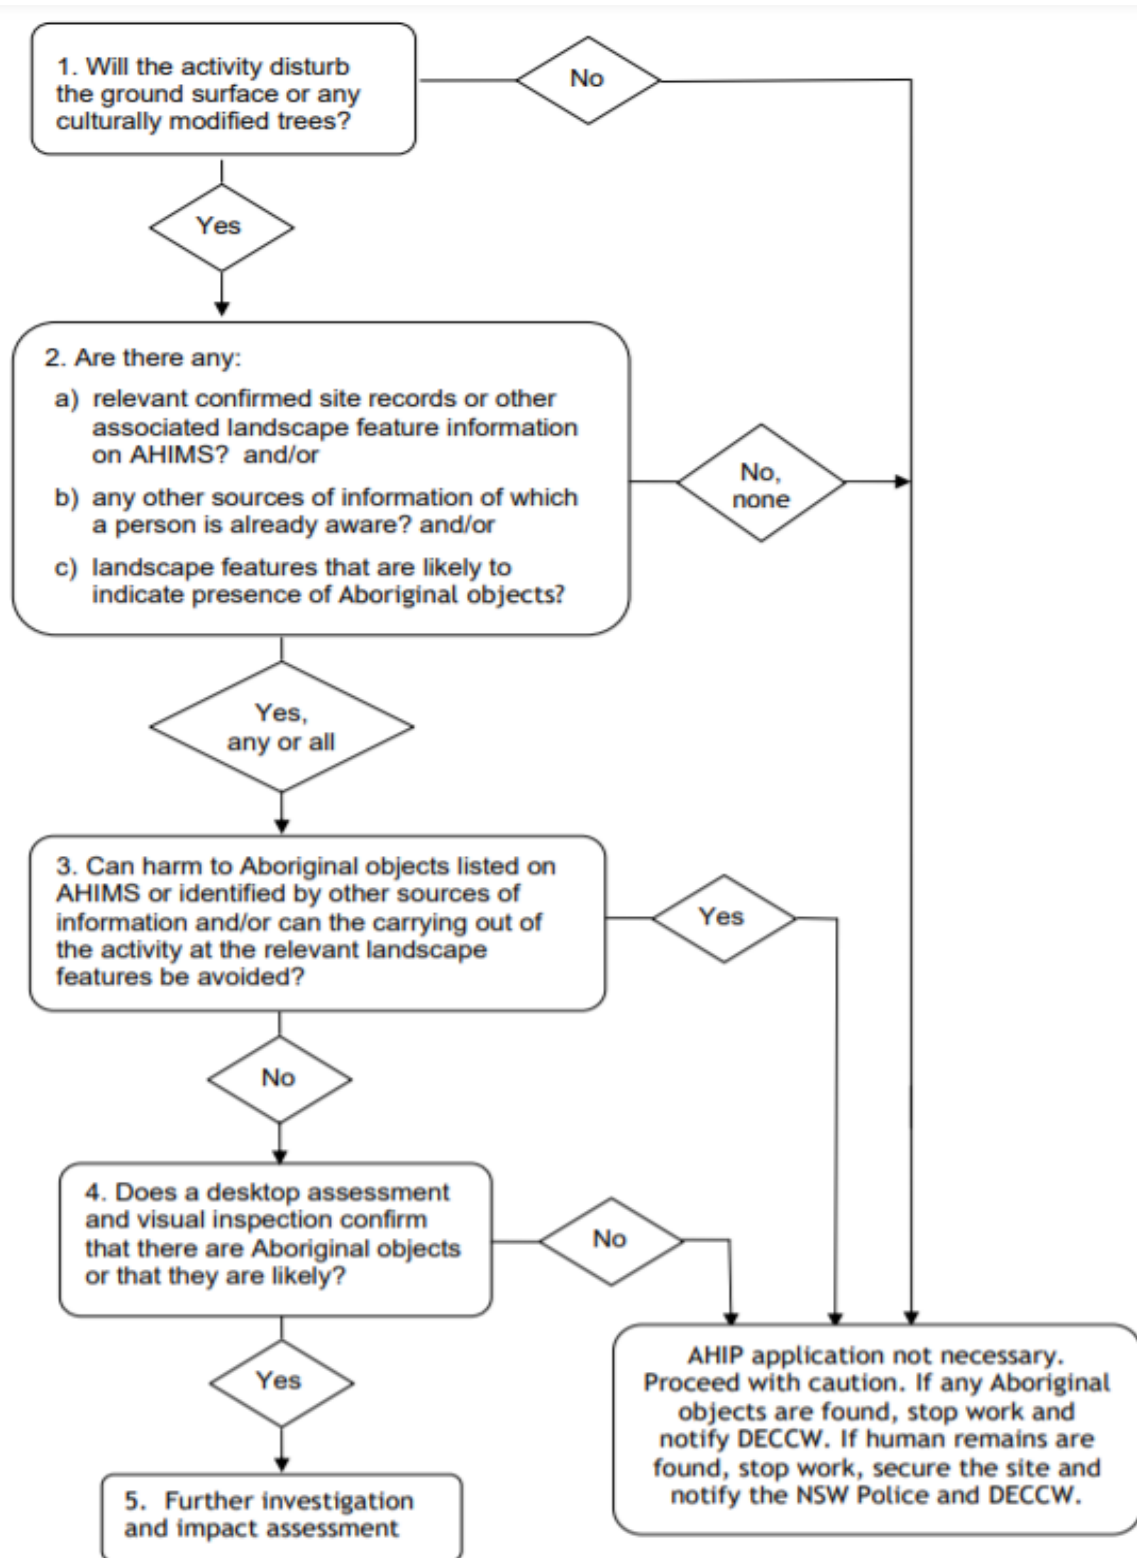 1. Will the activity disturb
the ground surface or any
culturally modified trees?
No
Yes
2. Are there any:
a) relevant confirmed site records or other
associated landscape feature information
on AHIMS? and/or
b) any other sources of information of which
a person is already aware? and/or
c) landscape features that are likely to
indicate presence of Aboriginal objects?
No,
none
Yes,
any or all
3. Can harm to Aboriginal objects listed on
AHIMS or identified by other sources of
information and/or can the carrying out of
the activity at the relevant landscape
features be avoided?
Yes
No
4. Does a desktop assessment
and visual inspection confirm
that there are Aboriginal objects
or that they are likely?
No
Yes
AHIP application not necessary.
Proceed with caution. If any Aboriginal
objects are found, stop work and
notify DECCW. If human remains are
found, stop work, secure the site and
notify the NSW Police and DECCW.
5. Further investigation
and impact assessment